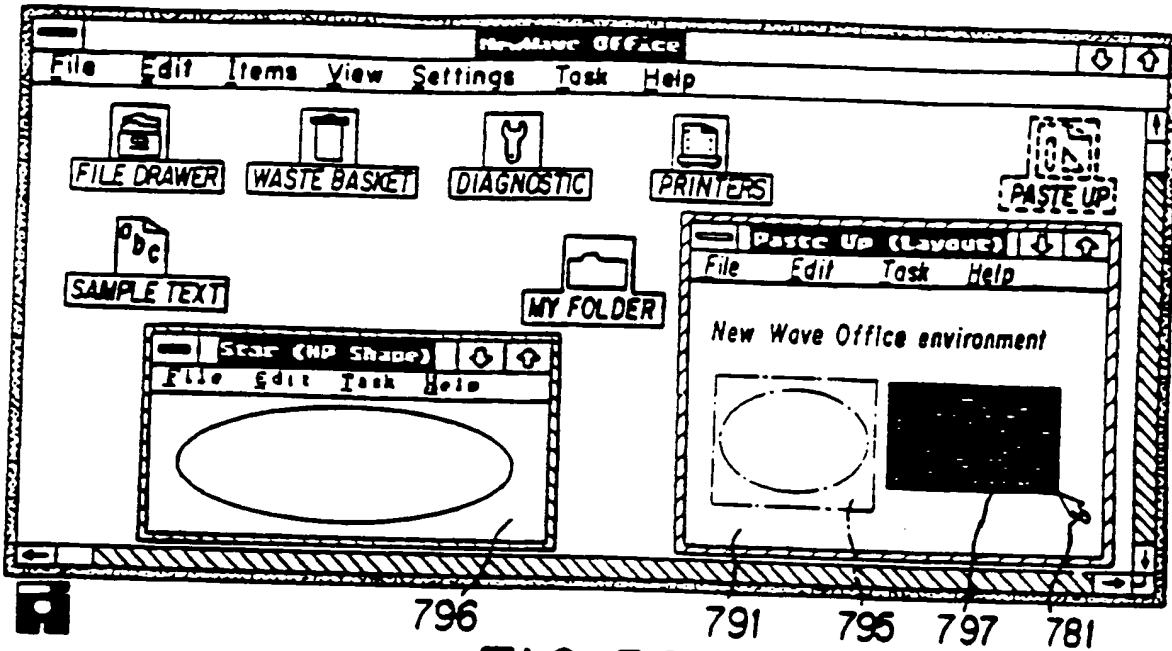 NewWave Office
File Edit Items View Settings Task Help
FILE DRAWER WASTE BASKET DIAGNOSTIC PRINTERS PASTE UP
abc
SAMPLE TEXT MY FOLDER
Paste Up (Layout)
File Edit Task Help
New Wave Office environment
Star (HP Shape)
File Edit Task Help
796 791 795 797 781